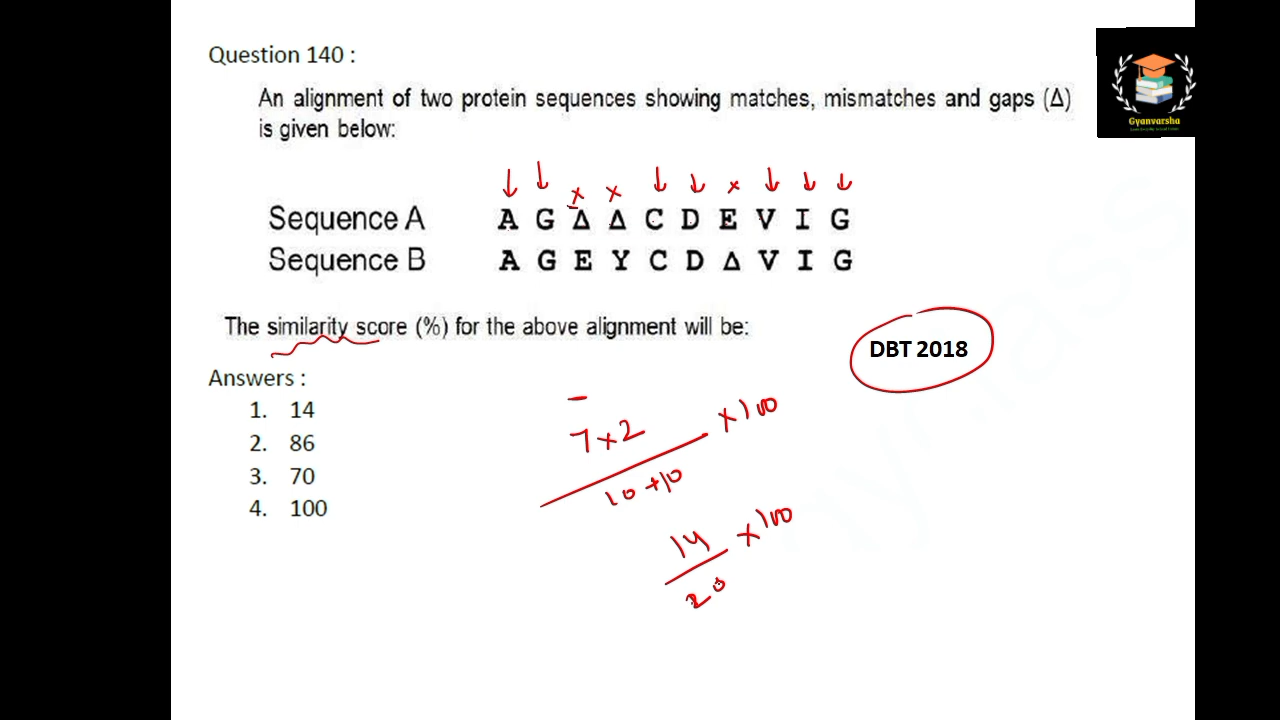 Question 140 :
An alignment of two protein sequences showing matches, mismatches and gaps (Δ)
is given below:
Gyanvarsha
Sequence A A G Δ Δ C D E V I G
Sequence B A G E Y C D Δ V I G
The similarity score (%) for the above alignment will be:
DBT 2018
Answers :
1. 14
2. 86
3. 70
4. 100
7 x 2 x 100
10 + 10
14 x 100
20